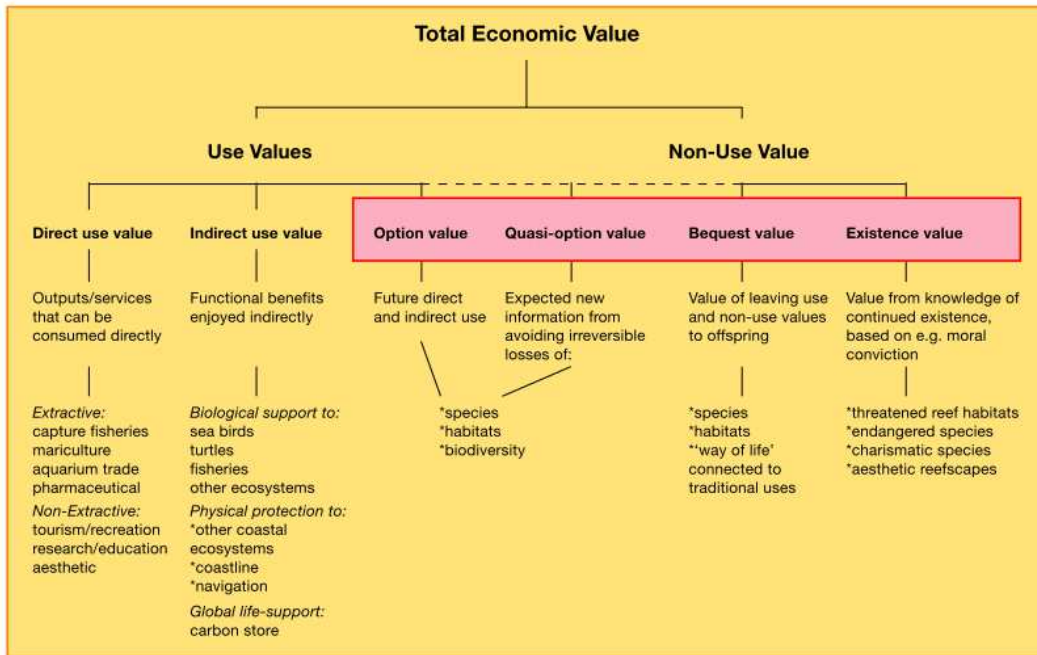 Total Economic Value
Use Values
Non-Use Value
Direct use value
Indirect use value
Option value
Quasi-option value
Bequest value
Existence value
Outputs/services
that can be
consumed directly
Functional benefits
enjoyed indirectly
Future direct
and indirect use
Expected new
information from
avoiding irreversible
losses of:
Value of leaving use
and non-use values
to offspring
Value from knowledge of
continued existence,
based on e.g. moral
conviction
Extractive:
capture fisheries
mariculture
aquarium trade
pharmaceutical
Non-Extractive:
tourism/recreation
research/education
aesthetic
Biological support to:
sea birds
turtles
fisheries
other ecosystems
Physical protection to:
*other coastal
ecosystems
*coastline
*navigation
Global life-support:
carbon store
*species
*habitats
*biodiversity
*species
*habitats
*‘way of life’
connected to
traditional uses
*threatened reef habitats
*endangered species
*charismatic species
*aesthetic reefscapes